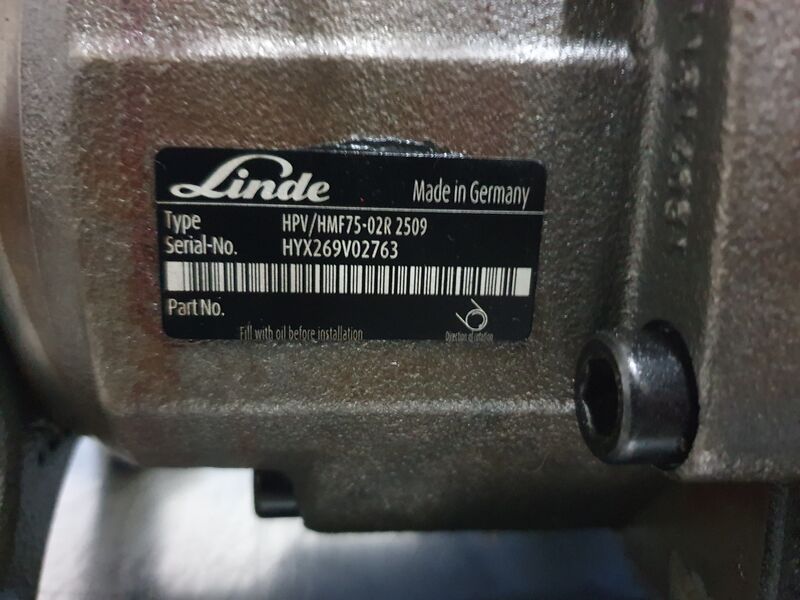 Linde
Made in Germany
Type HPV/HMF75-02R 2509
Serial-No. HYX269V02763
Part No.
Fill with oil before installation
Direction of rotation